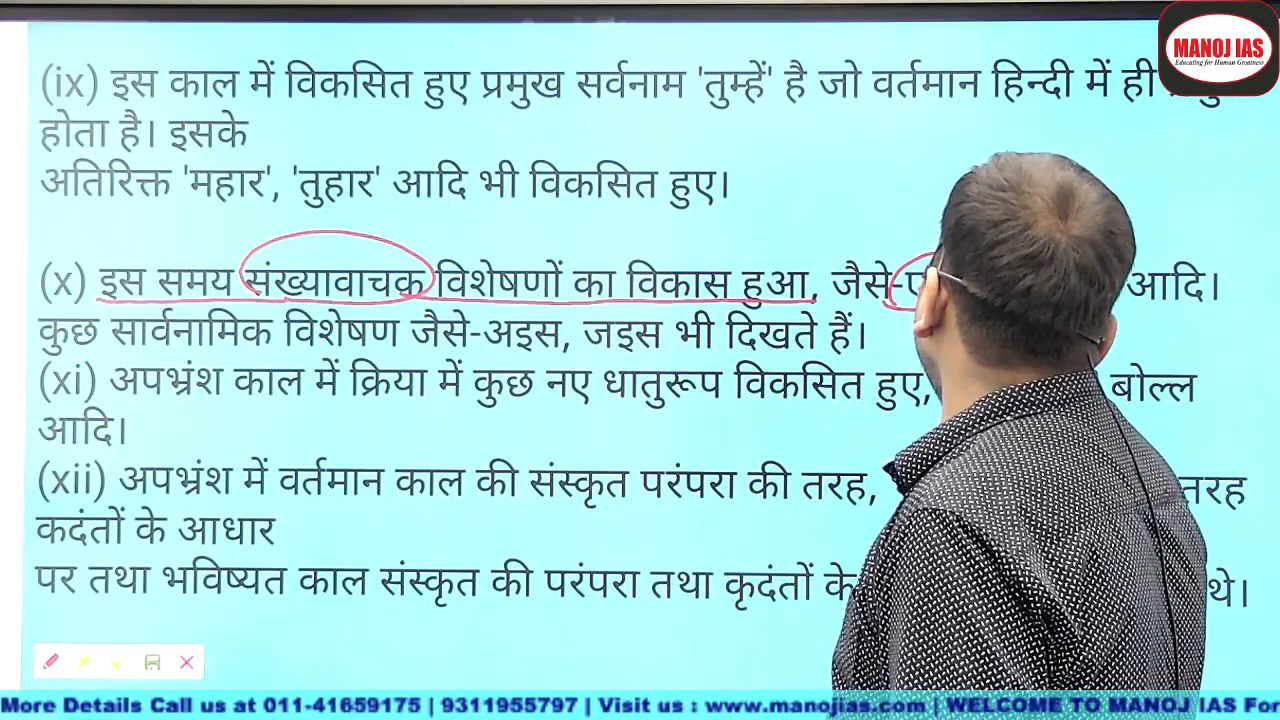 MANOJ IAS
Educating for Human Greatness
(ix) इस काल में विकसित हुए प्रमुख सर्वनाम 'तुम्हें' है जो वर्तमान हिन्दी में ही
होता है। इसके
अतिरिक्त 'महार', 'तुहार' आदि भी विकसित हुए।
(x) इस समय संख्यावाचक विशेषणों का विकास हुआ, जैसे- आदि।
कुछ सार्वनामिक विशेषण जैसे-अइस, जइस भी दिखते हैं।
(xi) अपभ्रंश काल में क्रिया में कुछ नए धातुरूप विकसित हुए, बोल्ल
आदि।
(xii) अपभ्रंश में वर्तमान काल की संस्कृत परंपरा की तरह, तरह
कदंतों के आधार
पर तथा भविष्यत काल संस्कृत की परंपरा तथा कृदंतों के थे।
More Details Call us at 011-41659175 | 9311955797 | Visit us : www.manojias.com | WELCOME TO MANOJ IAS For